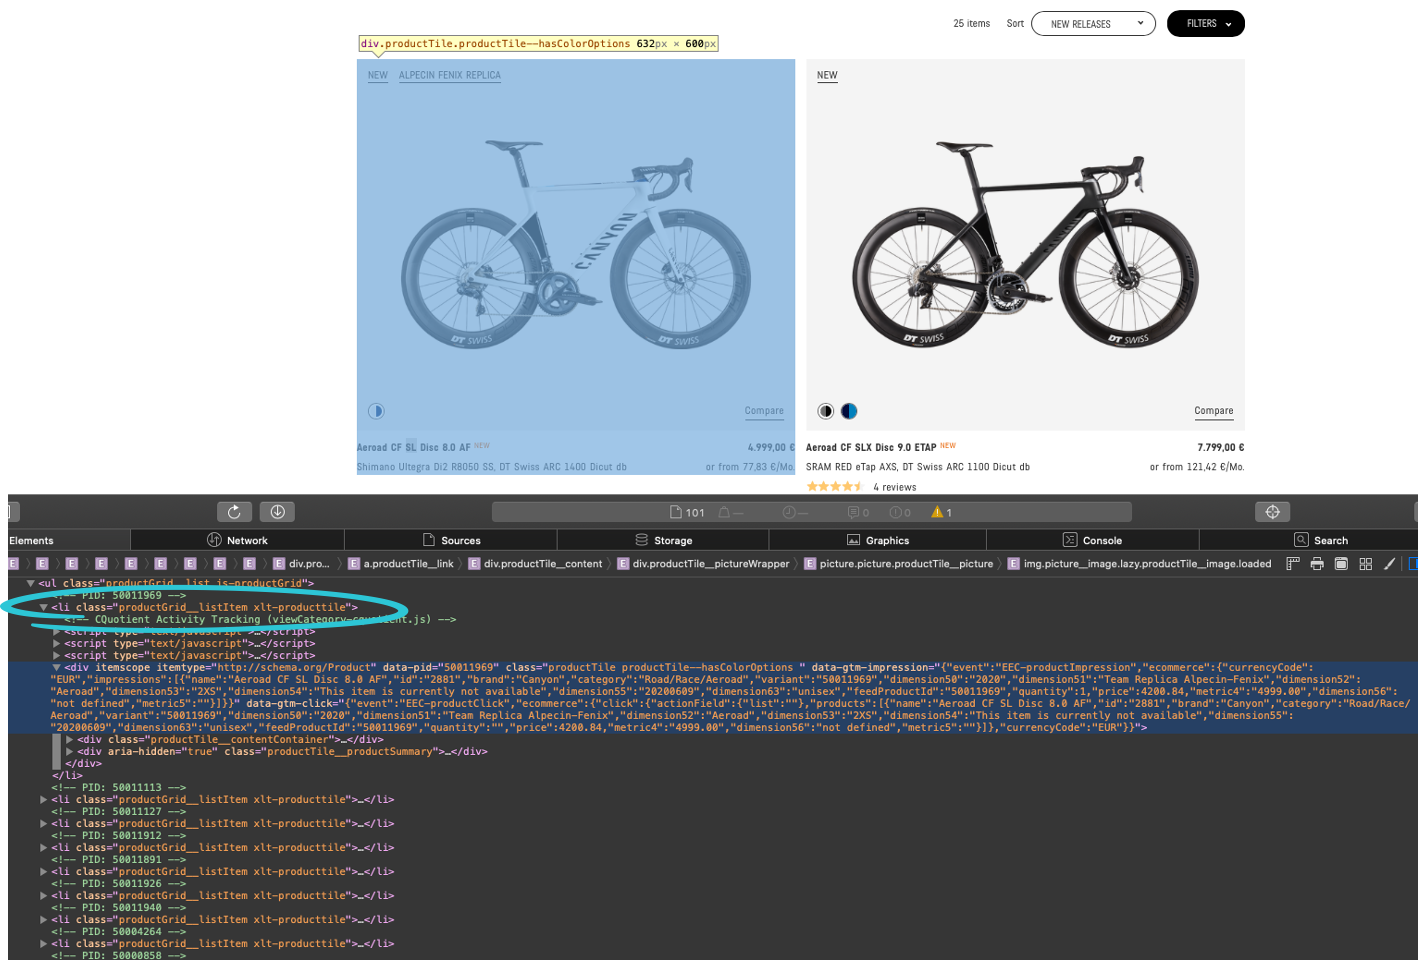 25 items Sort NEW RELEASES FILTERS
div.productTile.productTile--hasColorOptions 632px × 600px
NEW ALPECIN FENIX REPLICA
NEW
CANYON
DT SWISS
DT SWISS
DT SWISS
DT SWISS
Compare
Compare
Aeroad CF SL Disc 8.0 AF NEW 4.999,00 €
Shimano Ultegra Di2 R8050 SS, DT Swiss ARC 1400 Dicut db or from 77,83 €/Mo.
Aeroad CF SLX Disc 9.0 ETAP NEW 7.799,00 €
SRAM RED eTap AXS, DT Swiss ARC 1100 Dicut db or from 121,42 €/Mo.
4 reviews
101 — — 0 0 1
Elements Network Sources Storage Graphics Console Search
E E E E E E E E E E div.pro... E a.productTile__link E div.productTile__content E div.productTile__pictureWrapper E picture.picture.productTile__picture E img.picture__image.lazy.productTile__image.loaded
<ul class="productGrid__list js-productGrid">
<!-- PID: 50011969 -->
<li class="productGrid__listItem xlt-producttile">
<!-- CQuotient Activity Tracking (viewCategory-cquotient.js) -->
<script type="text/javascript">…</script>
<script type="text/javascript">…</script>
<script type="text/javascript">…</script>
<div itemscope itemtype="http://schema.org/Product" data-pid="50011969" class="productTile productTile--hasColorOptions " data-gtm-impression="{"event":"EEC-productImpression","ecommerce":{"currencyCode":
"EUR","impressions":[{"name":"Aeroad CF SL Disc 8.0 AF","id":"2881","brand":"Canyon","category":"Road/Race/Aeroad","variant":"50011969","dimension50":"2020","dimension51":"Team Replica Alpecin-Fenix","dimension52":
"Aeroad","dimension53":"2XS","dimension54":"This item is currently not available","dimension55":"20200609","dimension63":"unisex","feedProductId":"50011969","quantity":1,"price":4200.84,"metric4":"4999.00","dimension56":
"not defined","metric5":""}]}}" data-gtm-click="{"event":"EEC-productClick","ecommerce":{"click":{"actionField":{"list":""},"products":[{"name":"Aeroad CF SL Disc 8.0 AF","id":"2881","brand":"Canyon","category":"Road/Race/
Aeroad","variant":"50011969","dimension50":"2020","dimension51":"Team Replica Alpecin-Fenix","dimension52":"Aeroad","dimension53":"2XS","dimension54":"This item is currently not available","dimension55":
"20200609","dimension63":"unisex","feedProductId":"50011969","quantity":"","price":4200.84,"metric4":"4999.00","dimension56":"not defined","metric5":""}]},"currencyCode":"EUR"}}">
<div class="productTile__contentContainer">…</div>
<div aria-hidden="true" class="productTile__productSummary">…</div>
</div>
</li>
<!-- PID: 50011113 -->
<li class="productGrid__listItem xlt-producttile">…</li>
<!-- PID: 50011127 -->
<li class="productGrid__listItem xlt-producttile">…</li>
<!-- PID: 50011912 -->
<li class="productGrid__listItem xlt-producttile">…</li>
<!-- PID: 50011891 -->
<li class="productGrid__listItem xlt-producttile">…</li>
<!-- PID: 50011926 -->
<li class="productGrid__listItem xlt-producttile">…</li>
<!-- PID: 50011940 -->
<li class="productGrid__listItem xlt-producttile">…</li>
<!-- PID: 50004264 -->
<li class="productGrid__listItem xlt-producttile">…</li>
<!-- PID: 50000858 -->